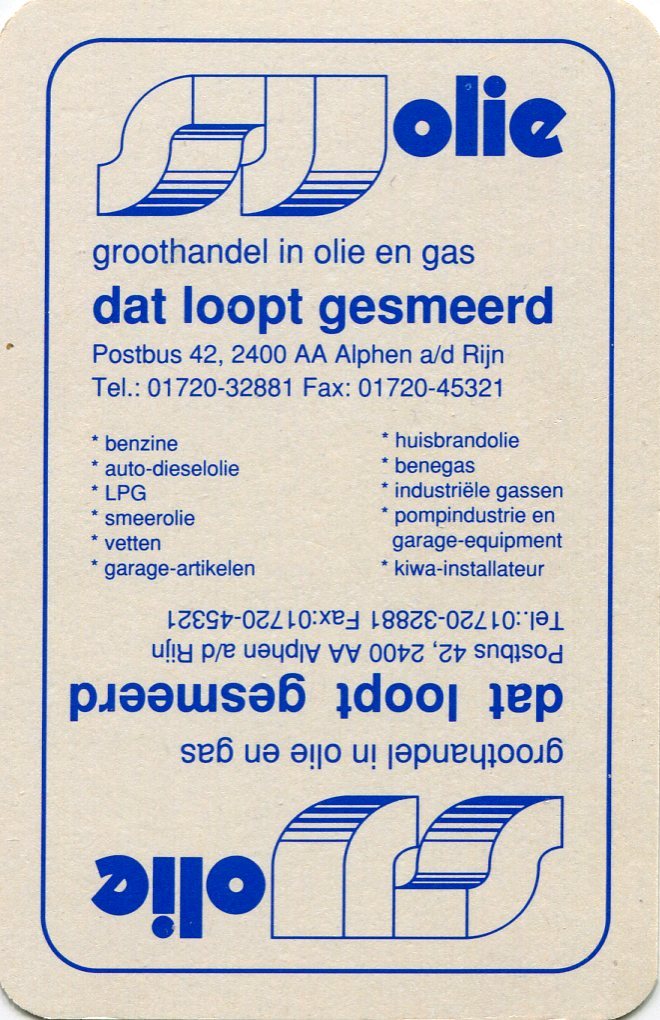 SJ olie
groothandel in olie en gas
dat loopt gesmeerd
Postbus 42, 2400 AA Alphen a/d Rijn
Tel.: 01720-32881 Fax: 01720-45321
* benzine
* auto-dieselolie
* LPG
* smeerolie
* vetten
* garage-artikelen
* huisbrandolie
* benegas
* industriële gassen
* pompindustrie en
garage-equipment
* kiwa-installateur
SJ olie
groothandel in olie en gas
dat loopt gesmeerd
Postbus 42, 2400 AA Alphen a/d Rijn
Tel.:01720-32881 Fax:01720-45321